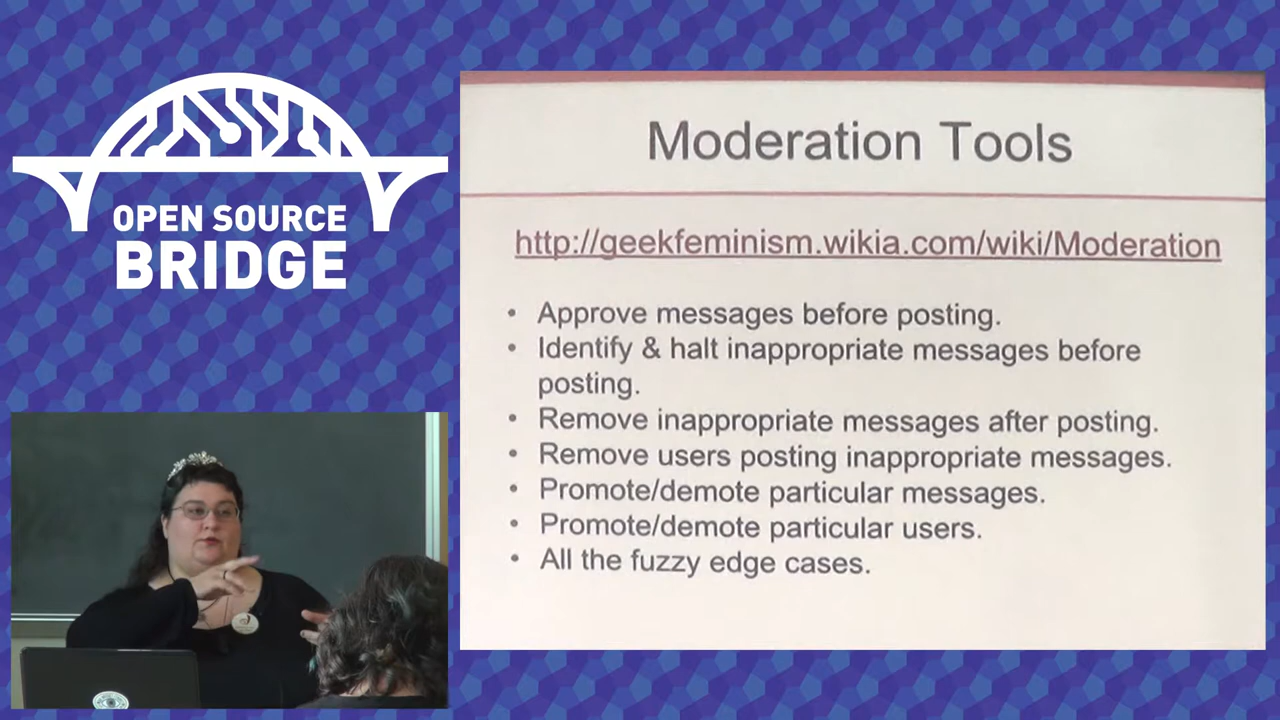 OPEN SOURCE
BRIDGE
Moderation Tools
http://geekfeminism.wikia.com/wiki/Moderation
• Approve messages before posting.
• Identify & halt inappropriate messages before
posting.
• Remove inappropriate messages after posting.
• Remove users posting inappropriate messages.
• Promote/demote particular messages.
• Promote/demote particular users.
• All the fuzzy edge cases.